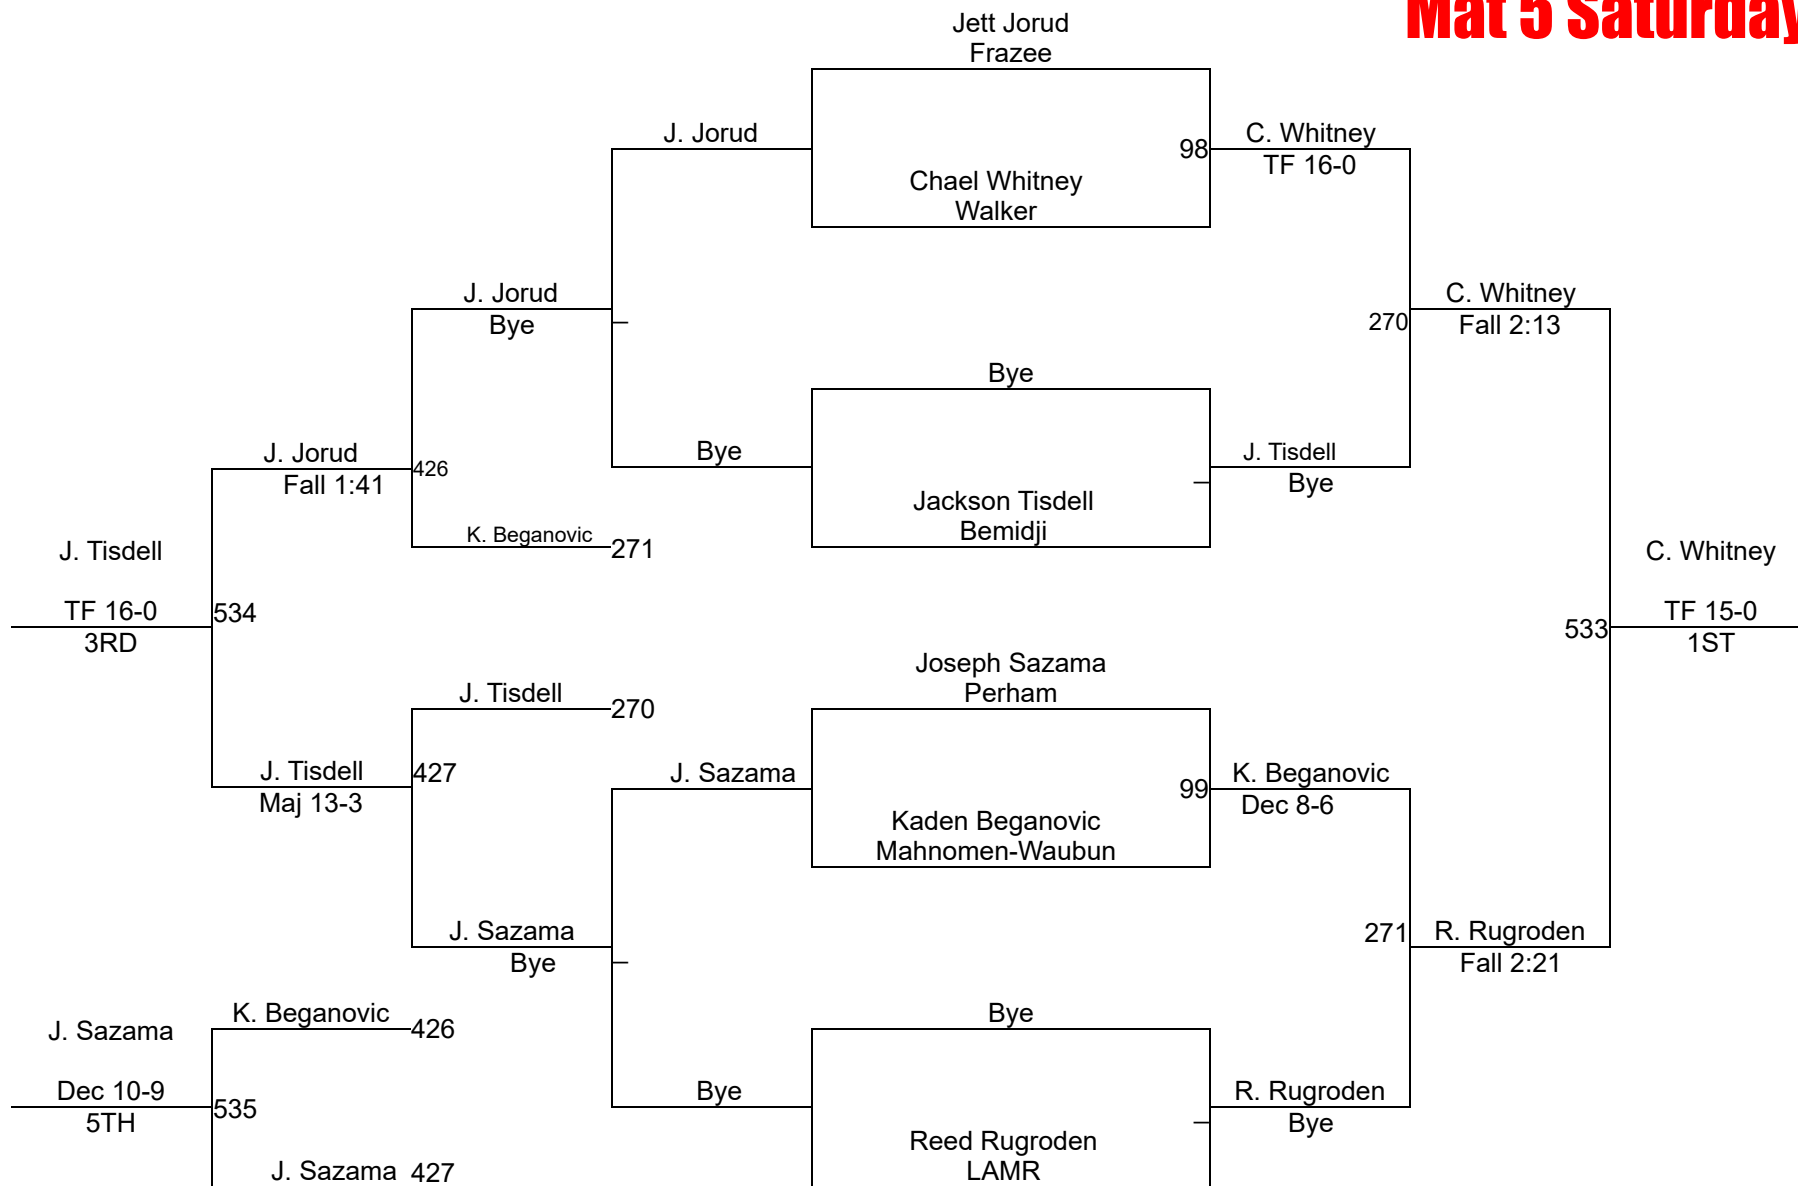 Mat 5 Saturday
Jett Jorud
Frazee
J. Jorud
98
C. Whitney
TF 16-0
Chael Whitney
Walker
J. Jorud
Bye
270
C. Whitney
Fall 2:13
Bye
J. Jorud
Fall 1:41
426
Bye
J. Tisdell
Bye
Jackson Tisdell
Bemidji
K. Beganovic
271
J. Tisdell
TF 16-0
3RD
534
C. Whitney
533
TF 15-0
1ST
Joseph Sazama
Perham
J. Tisdell
270
J. Tisdell
Maj 13-3
427
J. Sazama
99
K. Beganovic
Dec 8-6
Kaden Beganovic
Mahnomen-Waubun
J. Sazama
Bye
271
R. Rugroden
Fall 2:21
K. Beganovic
426
Bye
J. Sazama
Dec 10-9
5TH
535
Bye
R. Rugroden
Bye
Reed Rugroden
LAMR
J. Sazama
427